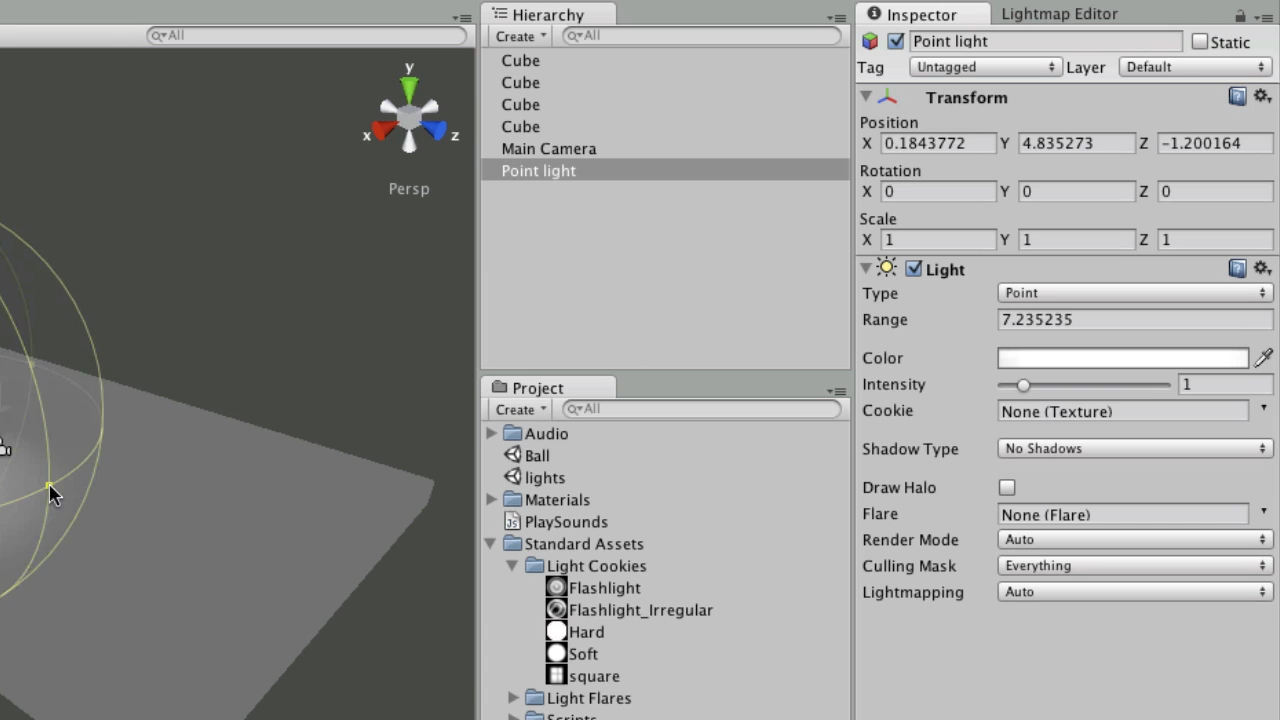 All
y
x
z
Persp
Hierarchy
Create
All
Cube
Cube
Cube
Cube
Main Camera
Point light
Project
Create
All
Audio
Ball
lights
Materials
PlaySounds
Standard Assets
Light Cookies
Flashlight
Flashlight_Irregular
Hard
Soft
square
Light Flares
Scripts
Inspector
Lightmap Editor
Point light
Static
Tag Untagged Layer Default
Transform
Position
X 0.1843772 Y 4.835273 Z -1.200164
Rotation
X 0 Y 0 Z 0
Scale
X 1 Y 1 Z 1
Light
Type Point
Range 7.235235
Color
Intensity 1
Cookie None (Texture)
Shadow Type No Shadows
Draw Halo
Flare None (Flare)
Render Mode Auto
Culling Mask Everything
Lightmapping Auto